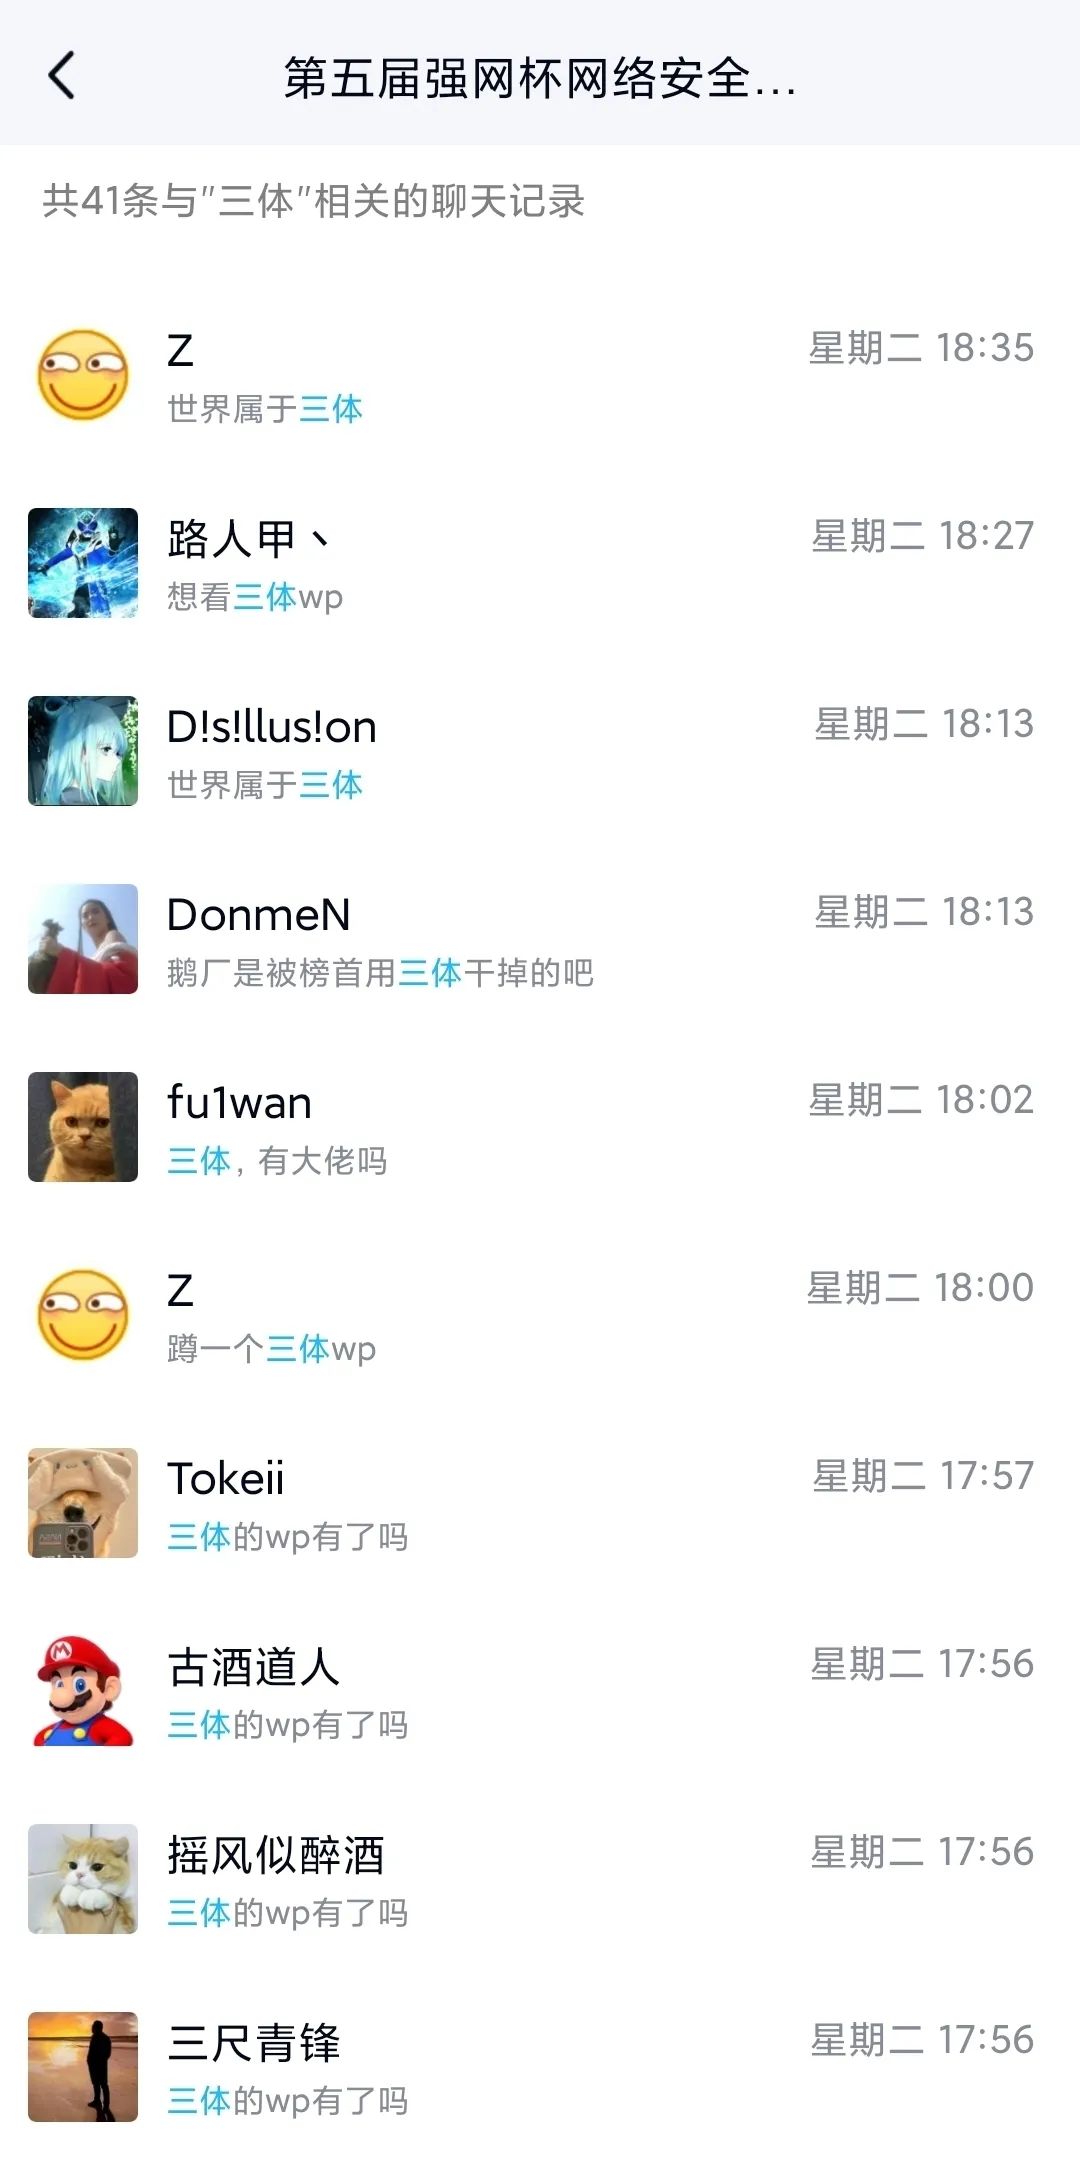 第五届强网杯网络安全...
共41条与"三体"相关的聊天记录
Z
星期二 18:35
世界属于三体
路人甲丶
星期二 18:27
想看三体wp
D!s!llus!on
星期二 18:13
世界属于三体
DonmeN
星期二 18:13
鹅厂是被榜首用三体干掉的吧
fu1wan
星期二 18:02
三体，有大佬吗
Z
星期二 18:00
蹲一个三体wp
Tokeii
星期二 17:57
三体的wp有了吗
古酒道人
星期二 17:56
三体的wp有了吗
摇风似醉酒
星期二 17:56
三体的wp有了吗
三尺青锋
星期二 17:56
三体的wp有了吗